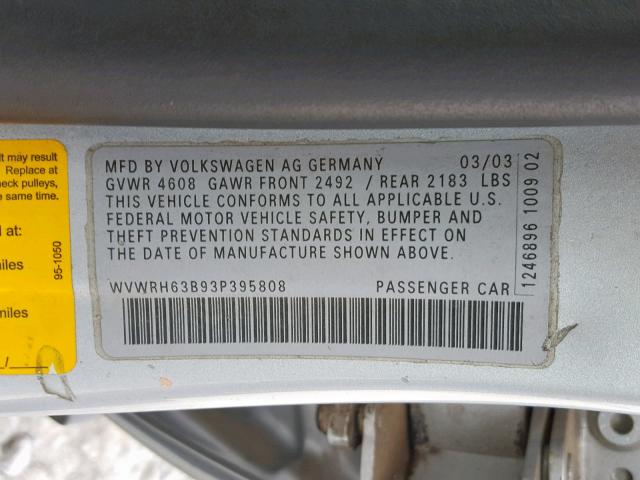 It may result
Replace at
heck pulleys,
e same time.
d at:
95-1050
miles
miles
/
MFD BY VOLKSWAGEN AG GERMANY 03/03
GVWR 4608 GAWR FRONT 2492 / REAR 2183 LBS
THIS VEHICLE CONFORMS TO ALL APPLICABLE U.S.
FEDERAL MOTOR VEHICLE SAFETY, BUMPER AND
THEFT PREVENTION STANDARDS IN EFFECT ON
THE DATE OF MANUFACTURE SHOWN ABOVE.
WVWRH63B93P395808 PASSENGER CAR
1246896 1009 02